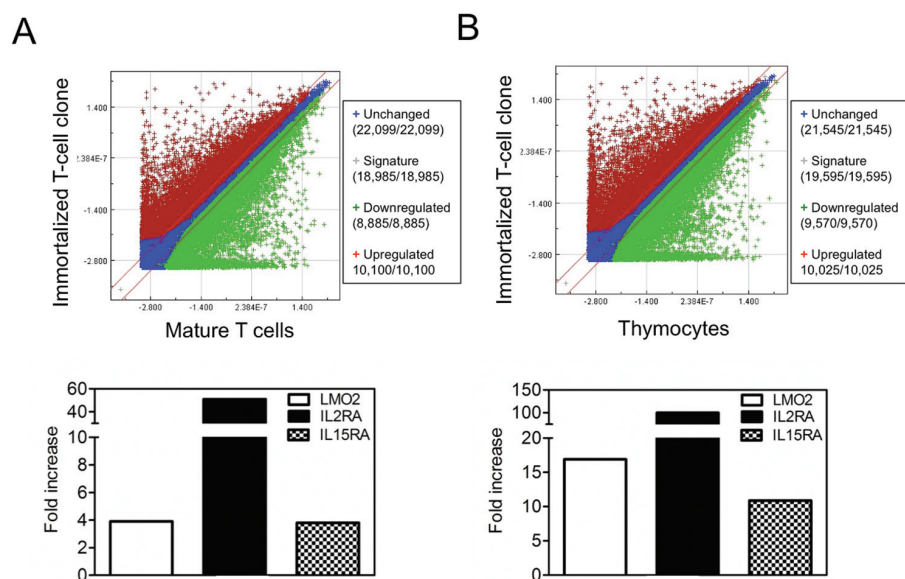 A
Immortalized T-cell clone
1.400
2.384E-7
-1.400
-2.800
-2.800
-1.400
2.384E-7
1.400
Mature T cells
+ Unchanged
(22,099/22,099)
+ Signature
(18,985/18,985)
+ Downregulated
(8,885/8,885)
+ Upregulated
10,100/10,100)
B
Immortalized T-cell clone
1.400
2.384E-7
-1.400
-2.800
-2.800
-1.400
2.384E-7
1.400
Thymocytes
+ Unchanged
(21,545/21,545)
+ Signature
(19,595/19,595)
+ Downregulated
(9,570/9,570)
+ Upregulated
10,025/10,025)
Fold increase
60
50
40
10
8
6
4
2
0
LMO2
IL2RA
IL15RA
Fold increase
150
125
100
20
15
10
5
0
LMO2
IL2RA
IL15RA